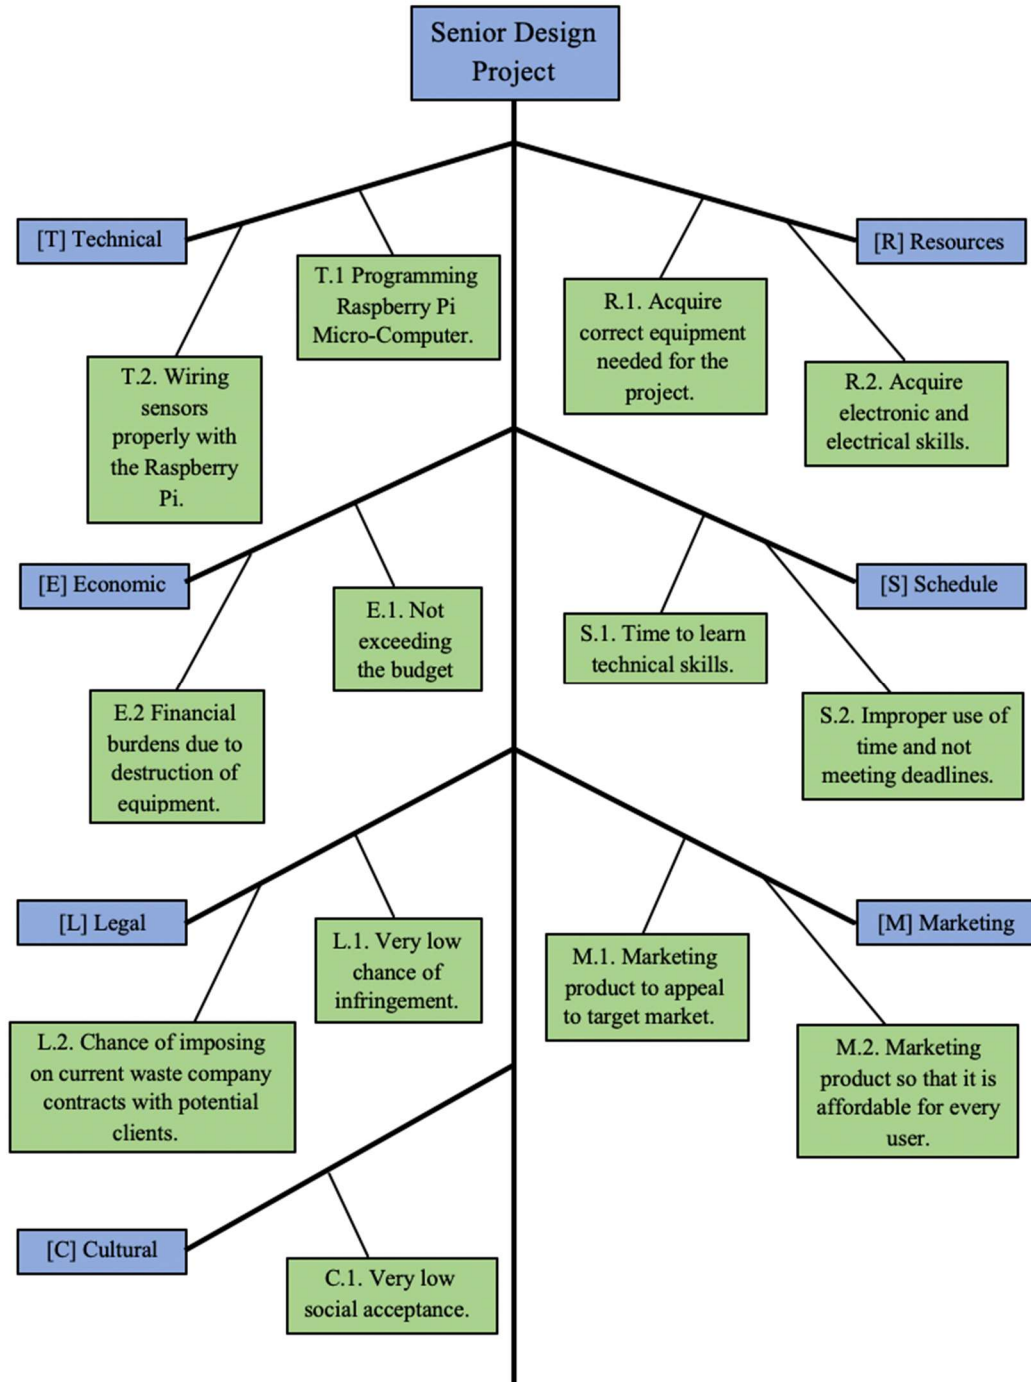 Senior Design
Project
[T] Technical
T.1 Programming
Raspberry Pi
Micro-Computer.
T.2. Wiring
sensors
properly with
the Raspberry
Pi.
[R] Resources
R.1. Acquire
correct equipment
needed for the
project.
R.2. Acquire
electronic and
electrical skills.
[E] Economic
E.1. Not
exceeding
the budget
E.2 Financial
burdens due to
destruction of
equipment.
[S] Schedule
S.1. Time to learn
technical skills.
S.2. Improper use of
time and not
meeting deadlines.
[L] Legal
L.1. Very low
chance of
infringement.
L.2. Chance of imposing
on current waste company
contracts with potential
clients.
[M] Marketing
M.1. Marketing
product to appeal
to target market.
M.2. Marketing
product so that it is
affordable for every
user.
[C] Cultural
C.1. Very low
social acceptance.